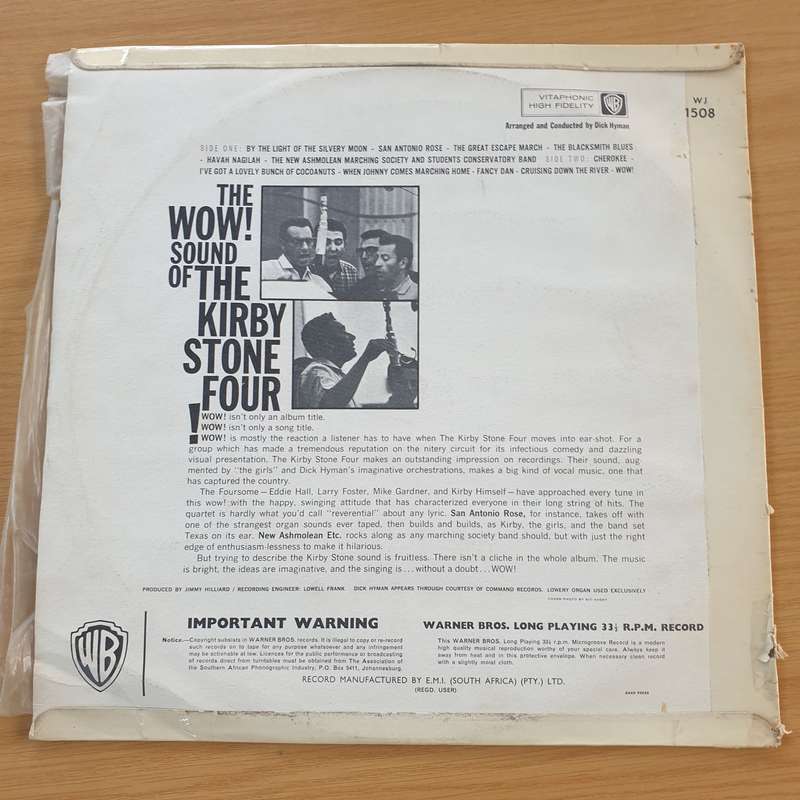 VITAPHONIC
HIGH FIDELITY
WB
WJ
1508
Arranged and Conducted by Dick Hyman
SIDE ONE: BY THE LIGHT OF THE SILVERY MOON - SAN ANTONIO ROSE - THE GREAT ESCAPE MARCH - THE BLACKSMITH BLUES
- HAVAH NAGILAH - THE NEW ASHMOLEAN MARCHING SOCIETY AND STUDENTS CONSERVATORY BAND SIDE TWO: CHEROKEE -
I'VE GOT A LOVELY BUNCH OF COCOANUTS - WHEN JOHNNY COMES MARCHING HOME - FANCY DAN - CRUISING DOWN THE RIVER - WOW!
THE
WOW!
SOUND
OF THE
KIRBY
STONE
FOUR
! WOW! isn't only an album title.
WOW! isn't only a song title.
WOW! is mostly the reaction a listener has to have when The Kirby Stone Four moves into ear-shot. For a
group which has made a tremendous reputation on the nitery circuit for its infectious comedy and dazzling
visual presentation, The Kirby Stone Four makes an outstanding impression on recordings. Their sound, aug-
mented by "the girls" and Dick Hyman's imaginative orchestrations, makes a big kind of vocal music, one that
has captured the country.
The Foursome—Eddie Hall, Larry Foster, Mike Gardner, and Kirby Himself—have approached every tune in
this wow! with the happy, swinging attitude that has characterized everyone in their long string of hits. The
quartet is hardly what you'd call "reverential" about any lyric. San Antonio Rose, for instance, takes off with
one of the strangest organ sounds ever taped, then builds and builds, as Kirby, the girls, and the band set
Texas on its ear. New Ashmolean Etc. rocks along as any marching society band should, but with just the right
edge of enthusiasm-lessness to make it hilarious.
But trying to describe the Kirby Stone sound is fruitless. There isn't a cliche in the whole album. The music
is bright, the ideas are imaginative, and the singing is...without a doubt...WOW!
PRODUCED BY JIMMY HILLIARD / RECORDING ENGINEER: LOWELL FRANK. DICK HYMAN APPEARS THROUGH COURTESY OF COMMAND RECORDS. LOWERY ORGAN USED EXCLUSIVELY
WB
IMPORTANT WARNING
Notice.—Copyright subsists in WARNER BROS. records. It is illegal to copy or re-record
such records on to tape for any purpose whatsoever and any infringement
may be actionable at law. Licences for the public performance or broadcasting
of records direct from turntables must be obtained from The Association of
the Southern African Phonographic Industry, P.O. Box 5411, Johannesburg.
WARNER BROS. LONG PLAYING 33⅓ R.P.M. RECORD
This WARNER BROS. Long Playing 33⅓ r.p.m. Microgroove Record is a modern
high quality musical reproduction worthy of your special care. Always keep it
away from heat and in this protective envelope. When necessary clean record
with a slightly moist cloth.
RECORD MANUFACTURED BY E.M.I. (SOUTH AFRICA) (PTY.) LTD.
(REGD. USER)